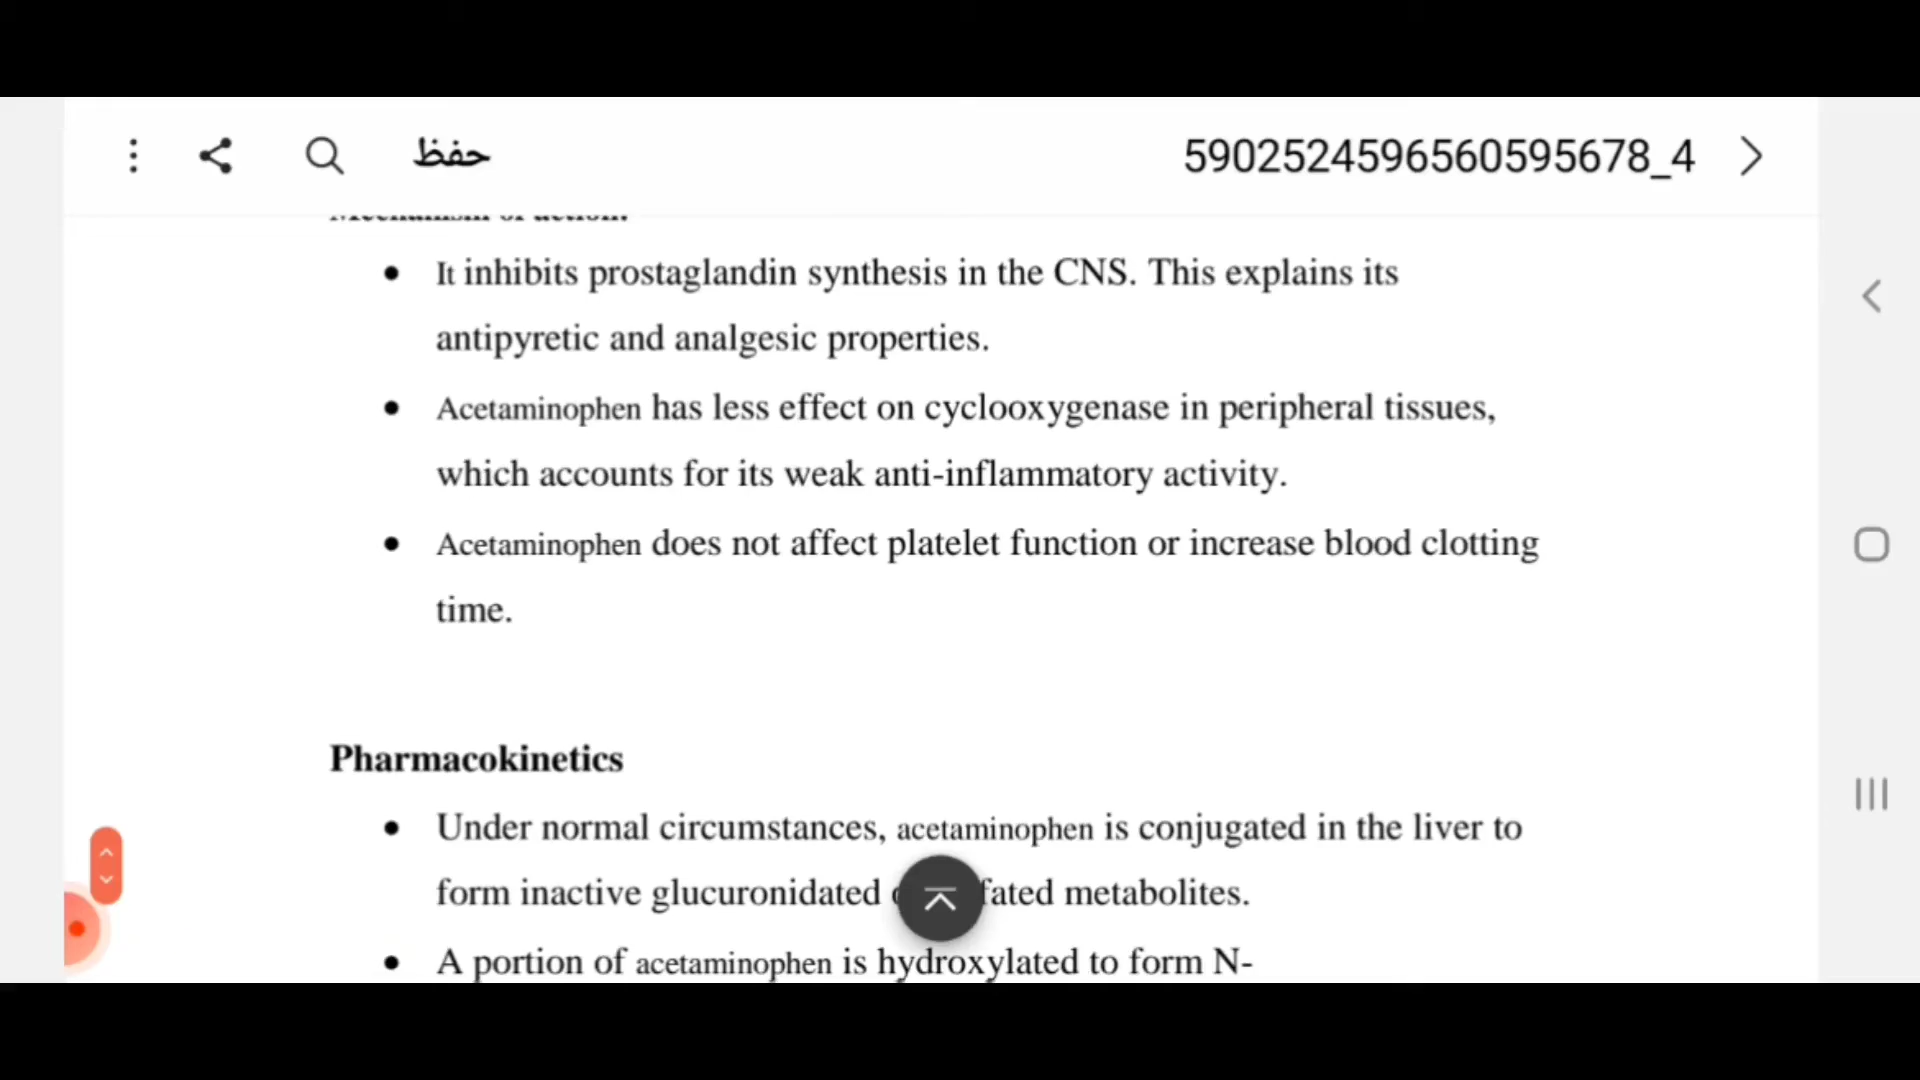 حفظ
5902524596560595678_4
Mechanism of action:
It inhibits prostaglandin synthesis in the CNS. This explains its
antipyretic and analgesic properties.
Acetaminophen has less effect on cyclooxygenase in peripheral tissues,
which accounts for its weak anti-inflammatory activity.
Acetaminophen does not affect platelet function or increase blood clotting
time.
Pharmacokinetics
Under normal circumstances, acetaminophen is conjugated in the liver to
form inactive glucuronidated metabolites.
A portion of acetaminophen is hydroxylated to form N-